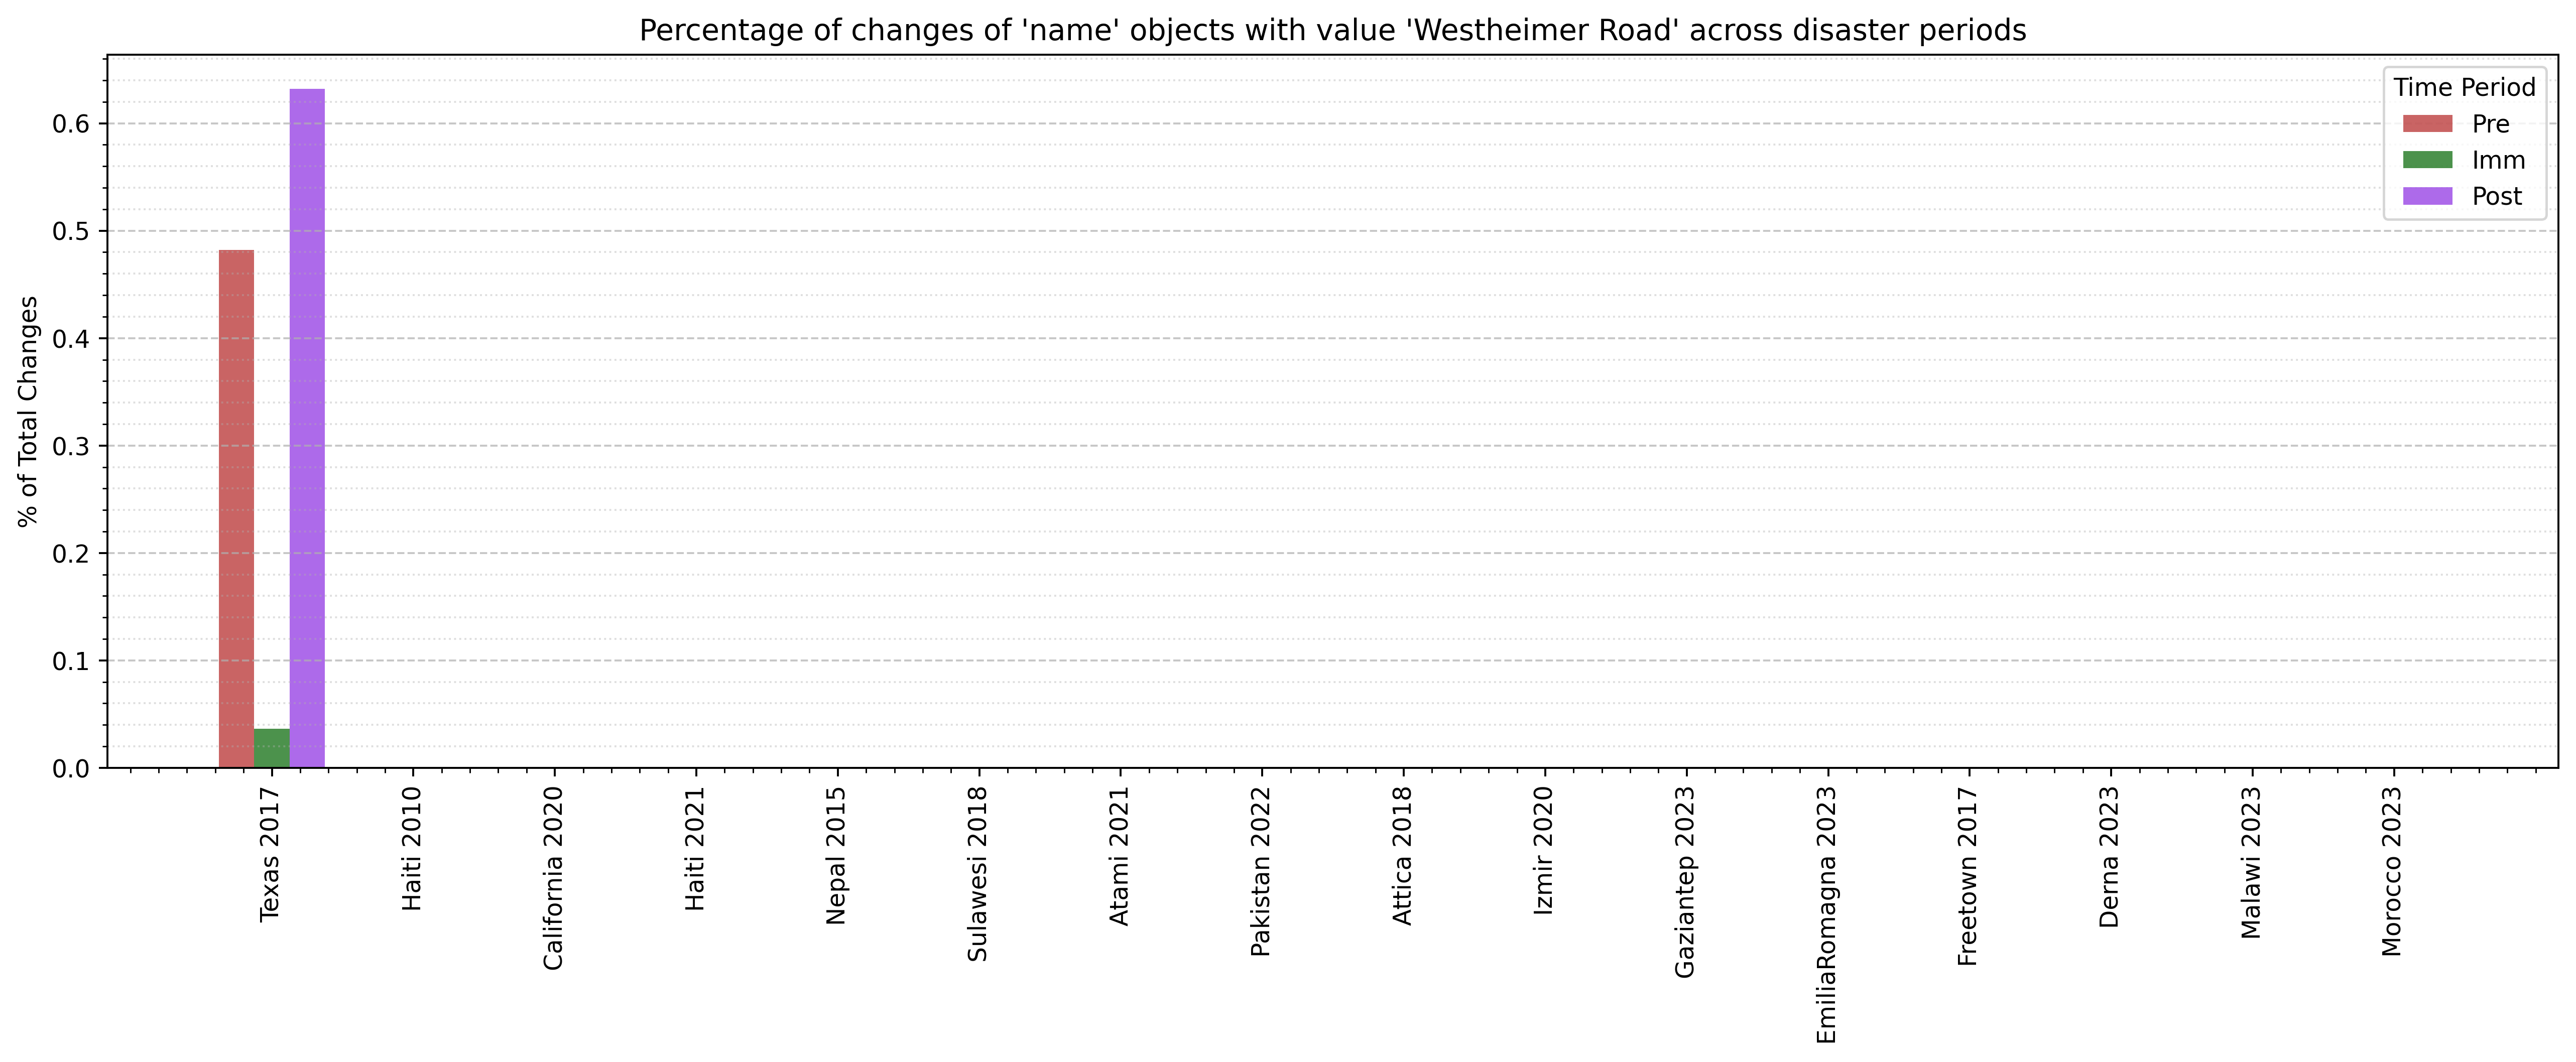 Percentage of changes of 'name' objects with value 'Westheimer Road' across disaster periods
Time Period
Pre
Imm
Post
% of Total Changes
0.6
0.5
0.4
0.3
0.2
0.1
0.0
Texas 2017
Haiti 2010
California 2020
Haiti 2021
Nepal 2015
Sulawesi 2018
Atami 2021
Pakistan 2022
Attica 2018
Izmir 2020
Gaziantep 2023
EmiliaRomagna 2023
Freetown 2017
Derna 2023
Malawi 2023
Morocco 2023